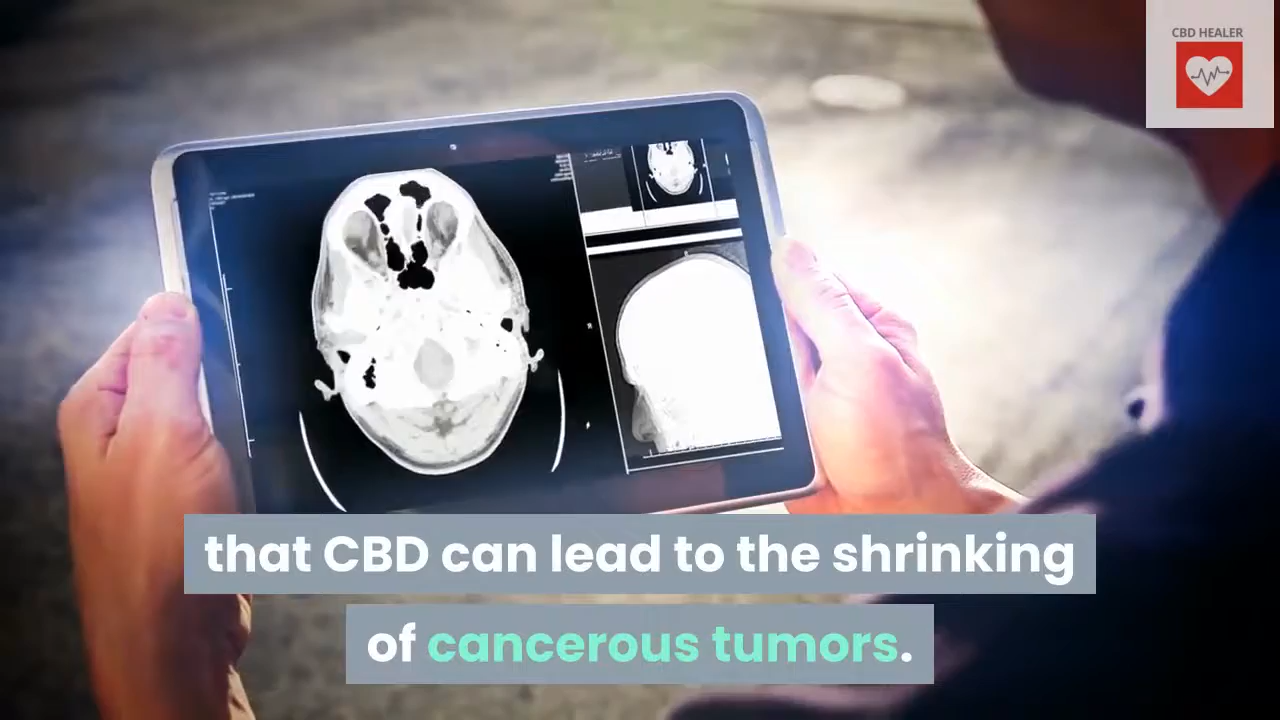 CBD HEALER
that CBD can lead to the shrinking
of cancerous tumors.